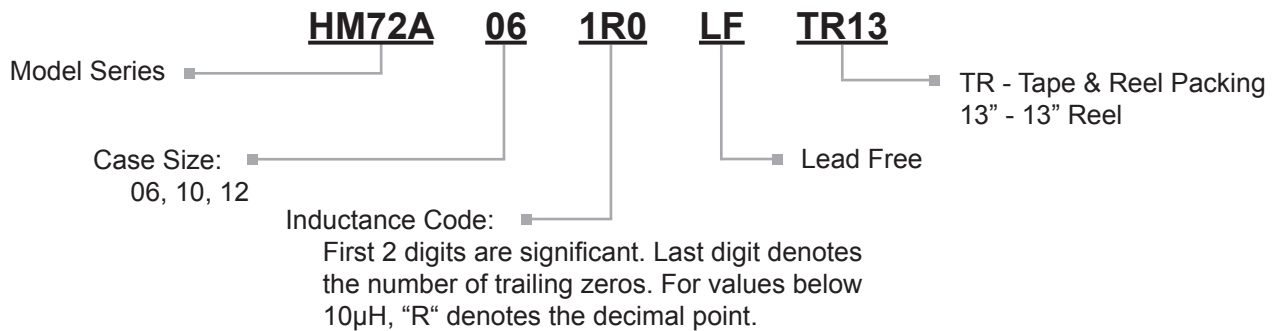 HM72A 06 1R0 LF TR13
Model Series
TR - Tape & Reel Packing
13” - 13” Reel
Case Size:
06, 10, 12
Lead Free
Inductance Code:
First 2 digits are significant. Last digit denotes
the number of trailing zeros. For values below
10µH, “R“ denotes the decimal point.